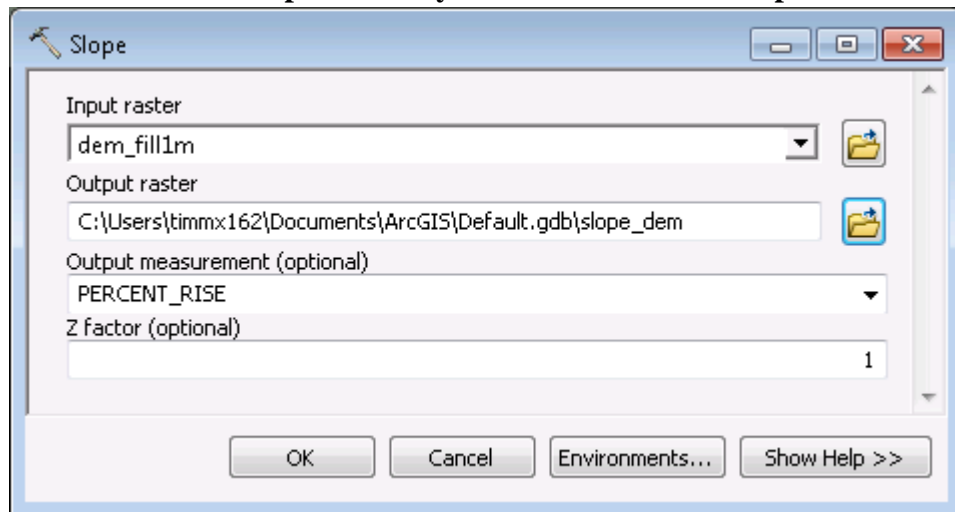 Slope
Input raster
dem_fill1m
Output raster
C:\Users\timmx162\Documents\ArcGIS\Default.gdb\slope_dem
Output measurement (optional)
PERCENT_RISE
Z factor (optional)
1
OK Cancel Environments... Show Help >>